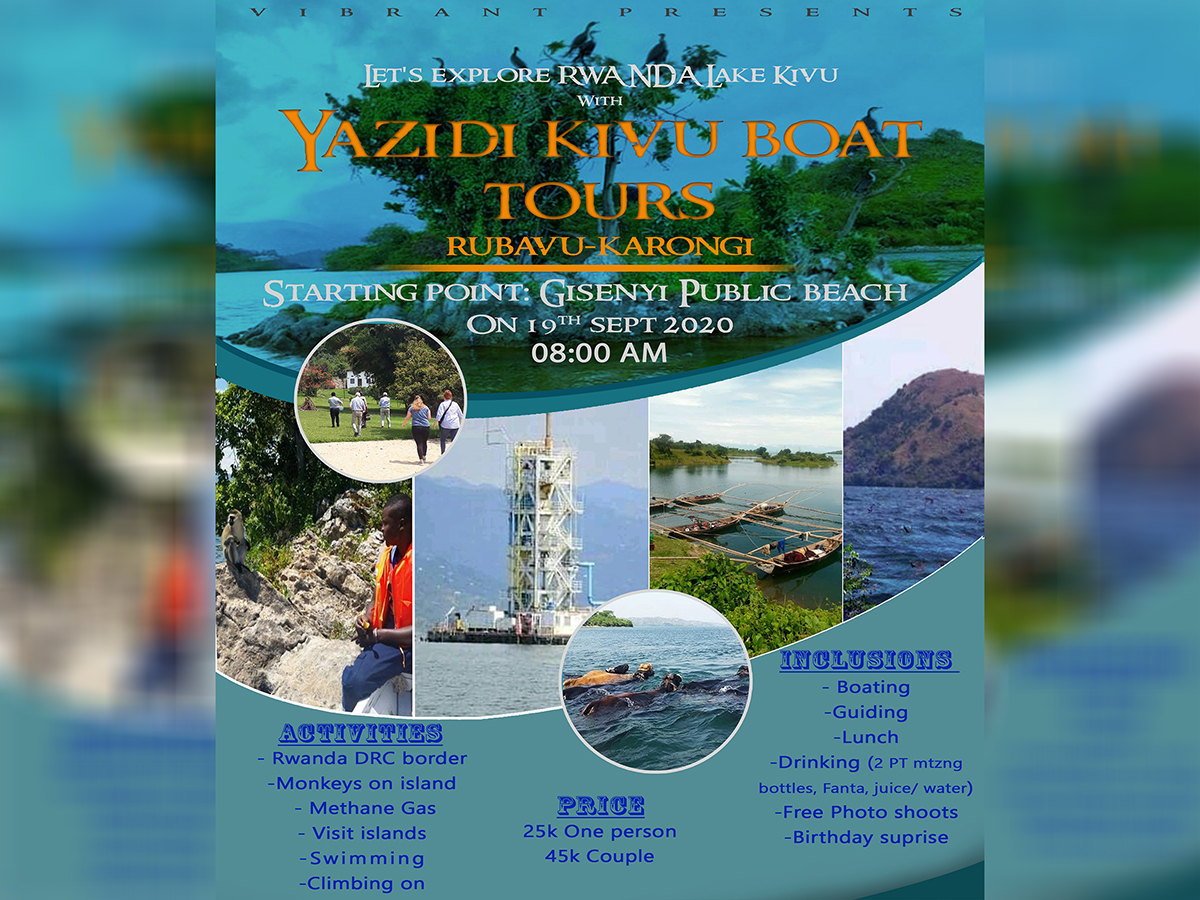 VIBRANT PRESENTS
LET'S EXPLORE RWANDA LAKE KIVU
WITH
YAZIDI KIVU BOAT
TOURS
RUBAVU-KARONGI
STARTING POINT: GISENYI PUBLIC BEACH
ON 19TH SEPT 2020
08:00 AM
ACTIVITIES
- Rwanda DRC border
-Monkeys on island
- Methane Gas
- Visit islands
-Swimming
-Climbing on
PRICE
25k One person
45k Couple
INCLUSIONS
- Boating
-Guiding
-Lunch
-Drinking (2 PT mtzng
bottles, Fanta, juice/ water)
-Free Photo shoots
-Birthday suprise